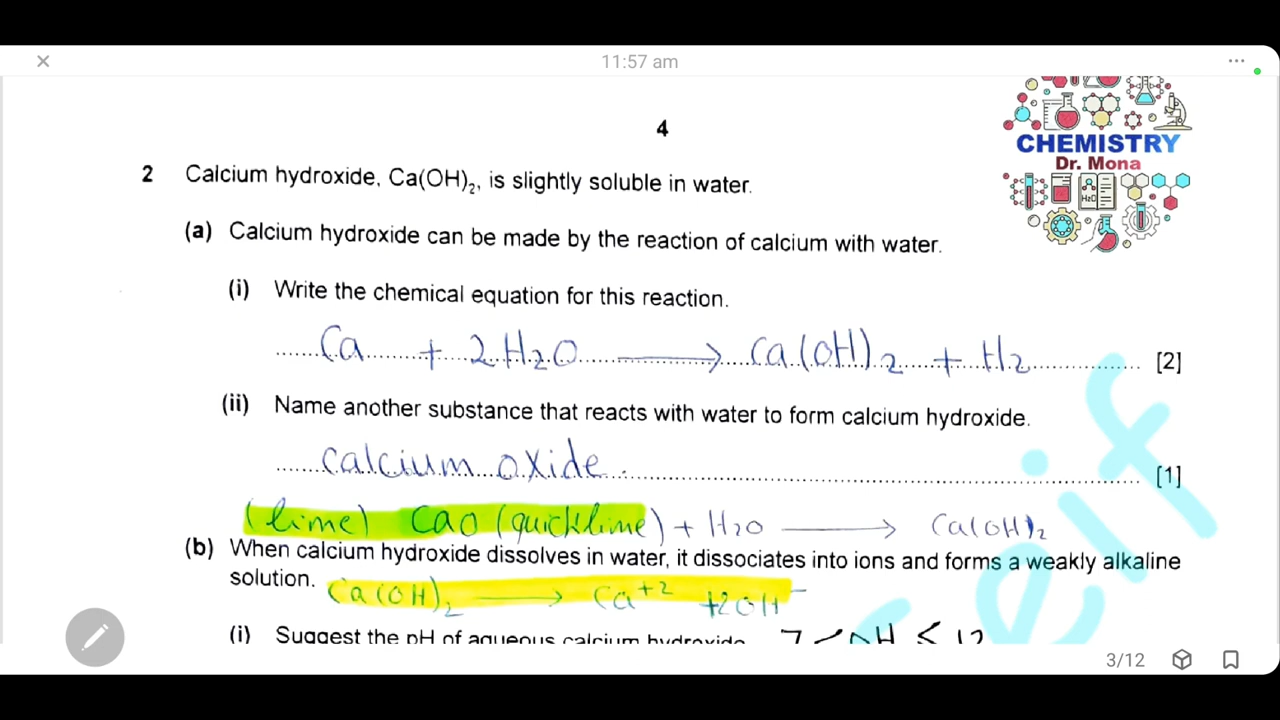 11:57 am
4
CHEMISTRY
Dr. Mona
H₂O
2 Calcium hydroxide, Ca(OH)₂, is slightly soluble in water.
(a) Calcium hydroxide can be made by the reaction of calcium with water.
(i) Write the chemical equation for this reaction.
Ca + 2H₂O ⟶ Ca(OH)₂ + H₂ [2]
(ii) Name another substance that reacts with water to form calcium hydroxide.
calcium oxide. [1]
(lime) CaO (quicklime) + H₂O ⟶ Ca(OH)₂
(b) When calcium hydroxide dissolves in water, it dissociates into ions and forms a weakly alkaline
solution. Ca(OH)₂ ⟶ Ca⁺² + 2OH⁻
(i) Suggest the pH of aqueous calcium hydroxide.
eif
3/12